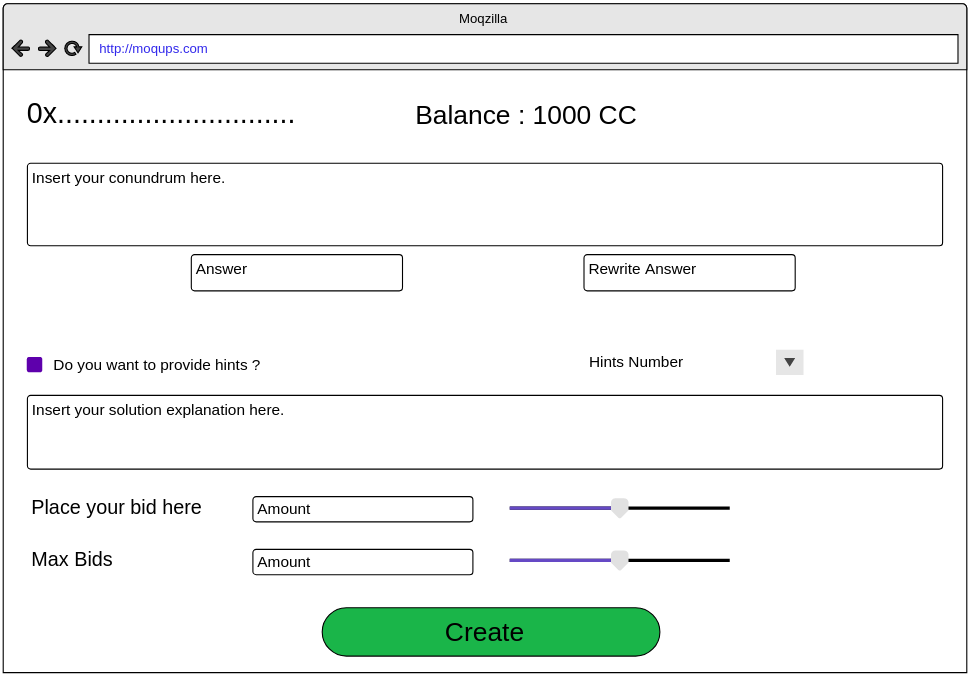 Moqzilla
http://moqups.com
0x............................. Balance : 1000 CC
Insert your conundrum here.
Answer Rewrite Answer
Do you want to provide hints ? Hints Number
Insert your solution explanation here.
Place your bid here Amount
Max Bids Amount
Create